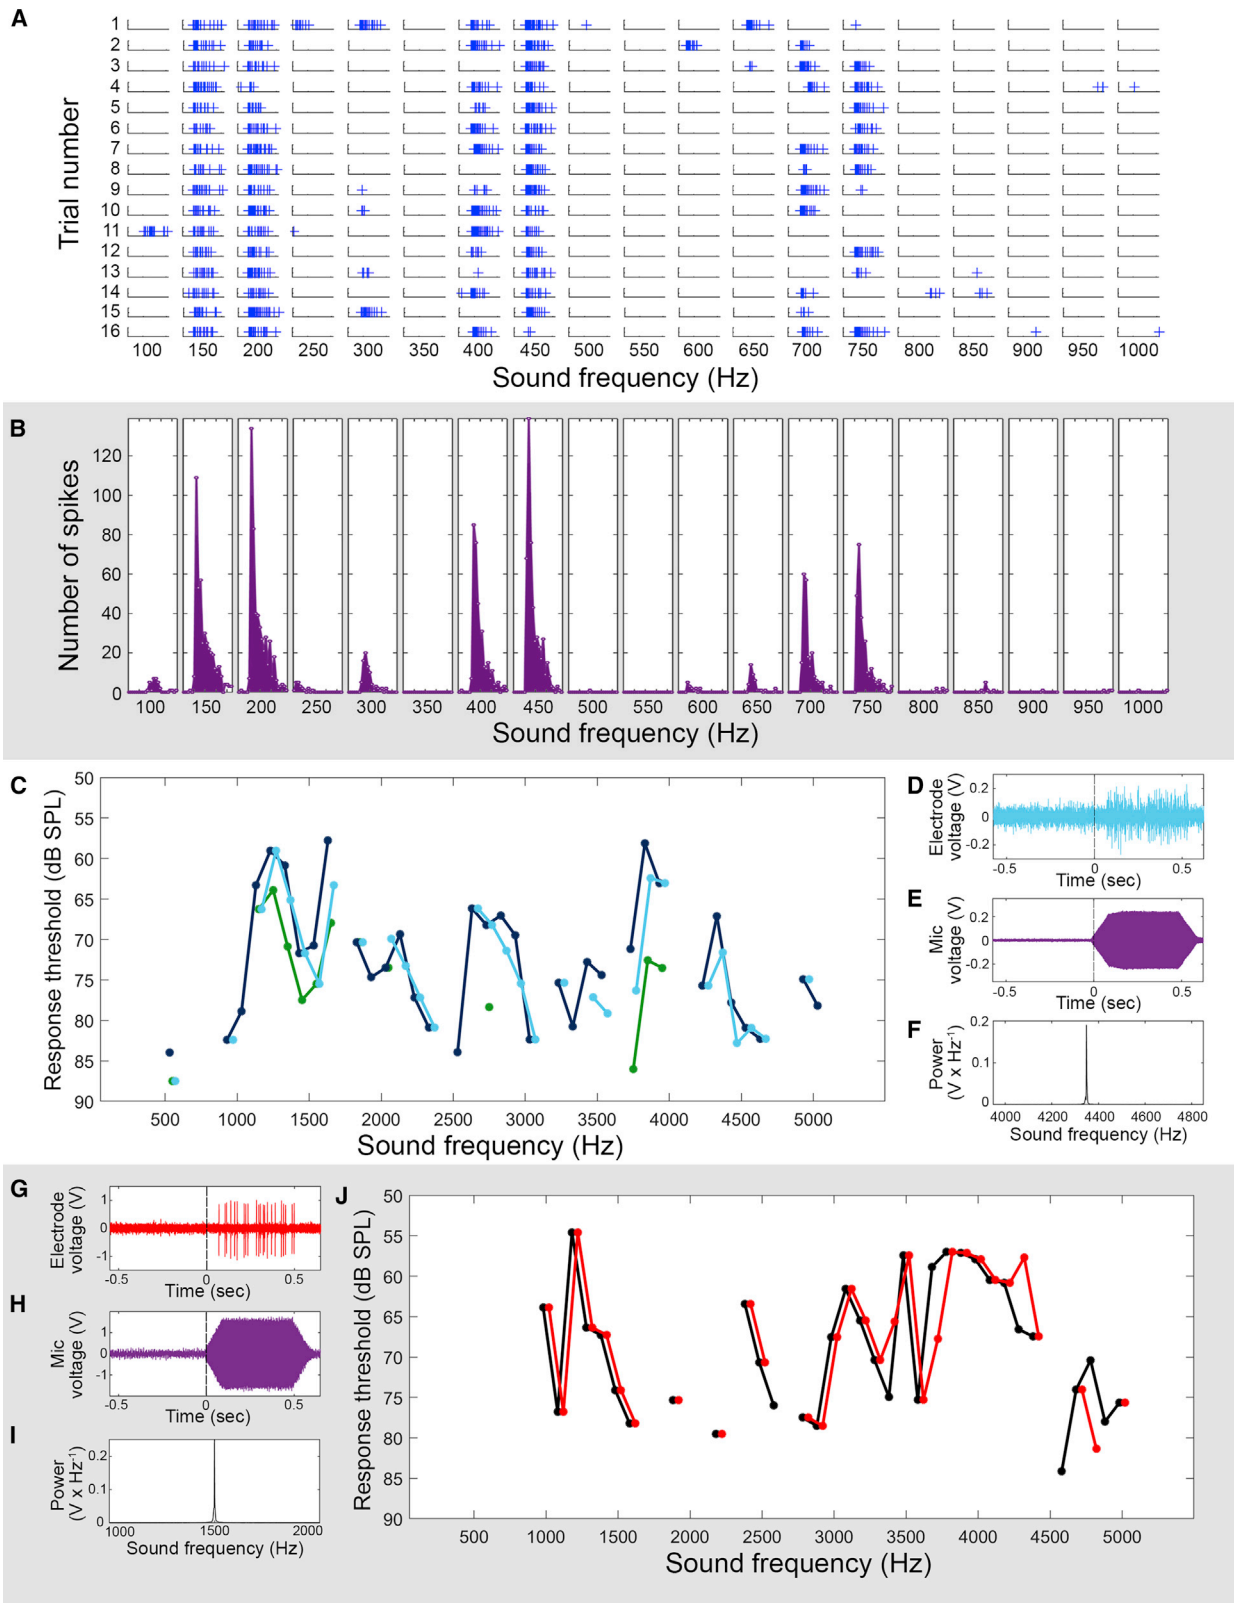 A
Trial number
1
2
3
4
5
6
7
8
9
10
11
12
13
14
15
16
100 150 200 250 300 350 400 450 500 550 600 650 700 750 800 850 900 950 1000
Sound frequency (Hz)
B
Number of spikes
120
100
80
60
40
20
0
100 150 200 250 300 350 400 450 500 550 600 650 700 750 800 850 900 950 1000
Sound frequency (Hz)
C
Response threshold (dB SPL)
50
55
60
65
70
75
80
85
90
500 1000 1500 2000 2500 3000 3500 4000 4500 5000
Sound frequency (Hz)
D
Electrode
voltage (V)
0.2
0
-0.2
-0.5 0 0.5
Time (sec)
E
Mic
voltage (V)
0.2
0
-0.2
-0.5 0 0.5
Time (sec)
F
Power
(V x Hz-1)
0.2
0.1
0
4000 4200 4400 4600 4800
Sound frequency (Hz)
G
Electrode
voltage (V)
1
0
-1
-0.5 0 0.5
Time (sec)
H
Mic
voltage (V)
1
0
-1
-0.5 0 0.5
Time (sec)
I
Power
(V x Hz-1)
0.2
0.1
0
1000 1500 2000
Sound frequency (Hz)
J
Response threshold (dB SPL)
50
55
60
65
70
75
80
85
90
500 1000 1500 2000 2500 3000 3500 4000 4500 5000
Sound frequency (Hz)